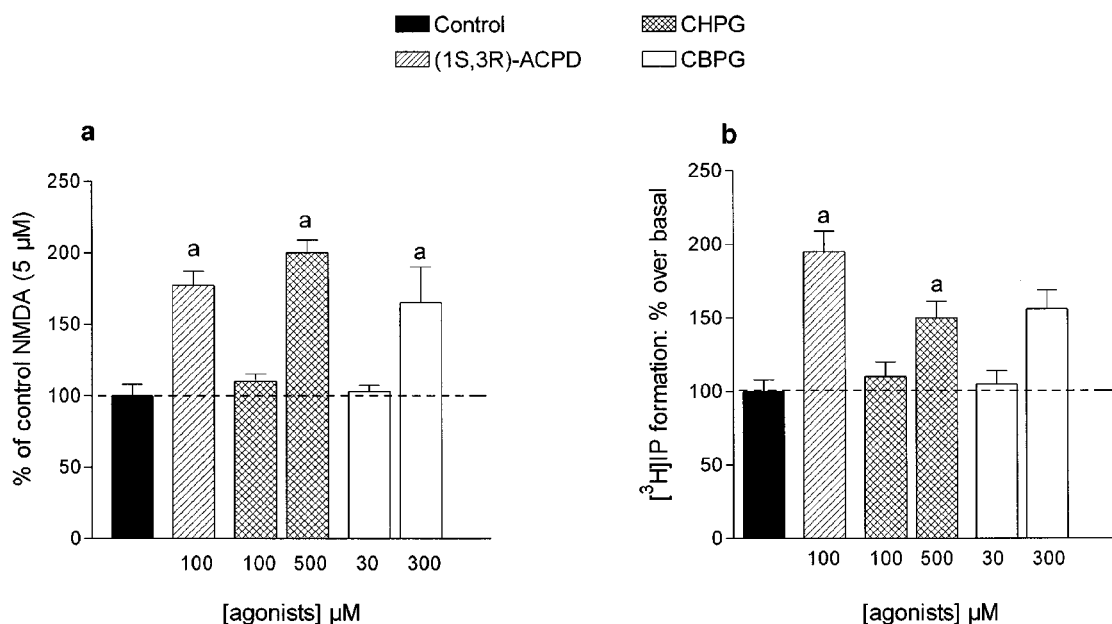 Control
CHPG
(1S,3R)-ACPD
CBPG
a
% of control NMDA (5 µM)
250
200
150
100
50
0
a
a
a
100
100
500
30
300
[agonists] µM
b
[³H]IP formation: % over basal
250
200
150
100
50
0
a
a
100
100
500
30
300
[agonists] µM